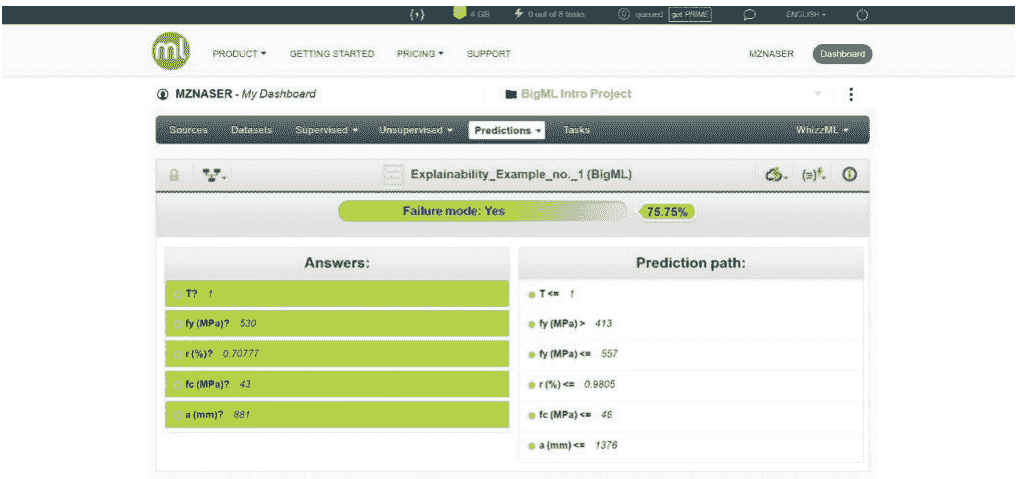 4 GB 0 out of 8 tasks 0 queued get PRIME ENGLISH
ml PRODUCT GETTING STARTED PRICING SUPPORT MZNASER Dashboard
MZNASER - My Dashboard BigML Intro Project
Sources Datasets Supervised Unsupervised Predictions Tasks WhizzML
Explainability_Example_no._1 (BigML)
Failure mode: Yes 75.75%
Answers:
T? 1
fy (MPa)? 530
r (%)? 0.70777
fc (MPa)? 43
a (mm)? 881
Prediction path:
T <= 1
fy (MPa) > 413
fy (MPa) <= 557
r (%) <= 0.9805
fc (MPa) <= 46
a (mm) <= 1376